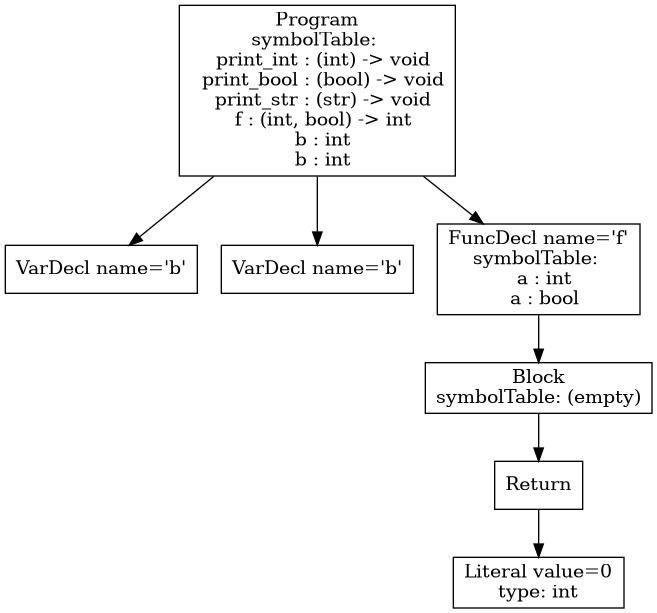 Program
symbolTable:
print_int : (int) -> void
print_bool : (bool) -> void
print_str : (str) -> void
f : (int, bool) -> int
b : int
b : int
VarDecl name='b'
VarDecl name='b'
FuncDecl name='f'
symbolTable:
a : int
a : bool
Block
symbolTable: (empty)
Return
Literal value=0
type: int